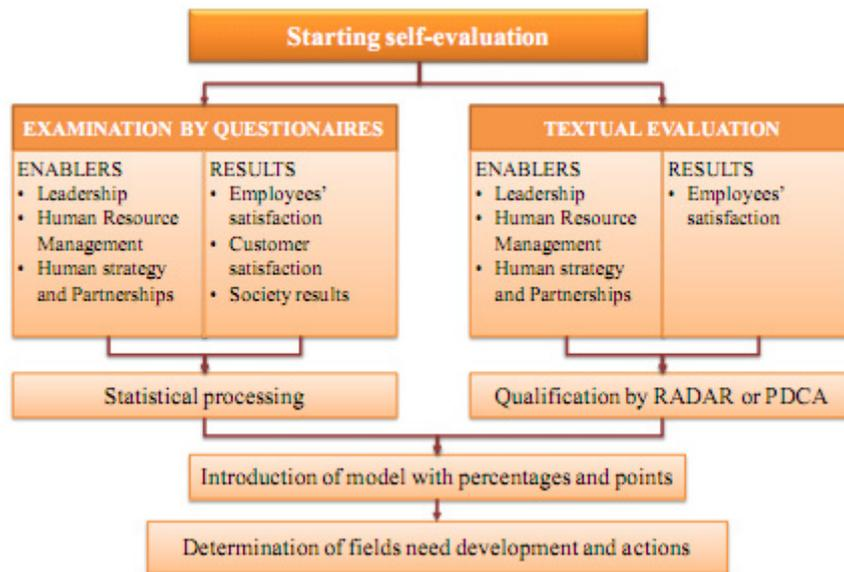 Starting self-evaluation
EXAMINATION BY QUESTIONAIRES
ENABLERS
• Leadership
• Human Resource
Management
• Human strategy
and Partnerships
RESULTS
• Employees'
satisfaction
• Customer
satisfaction
• Society results
TEXTUAL EVALUATION
ENABLERS
• Leadership
• Human Resource
Management
• Human strategy
and Partnerships
RESULTS
• Employees'
satisfaction
Statistical processing
Qualification by RADAR or PDCA
Introduction of model with percentages and points
Determination of fields need development and actions